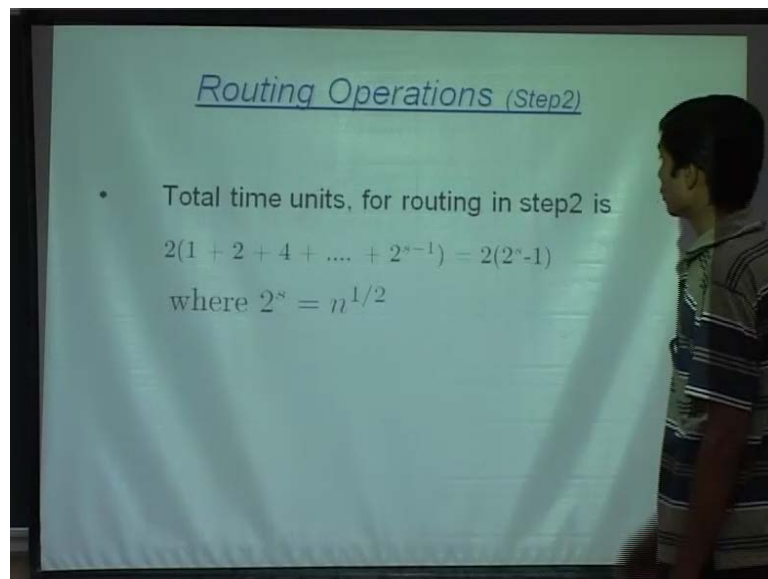 Routing Operations (Step2)
• Total time units, for routing in step2 is
2(1 + 2 + 4 + .... + 2^{s-1}) = 2(2^s-1)
where 2^s = n^{1/2}